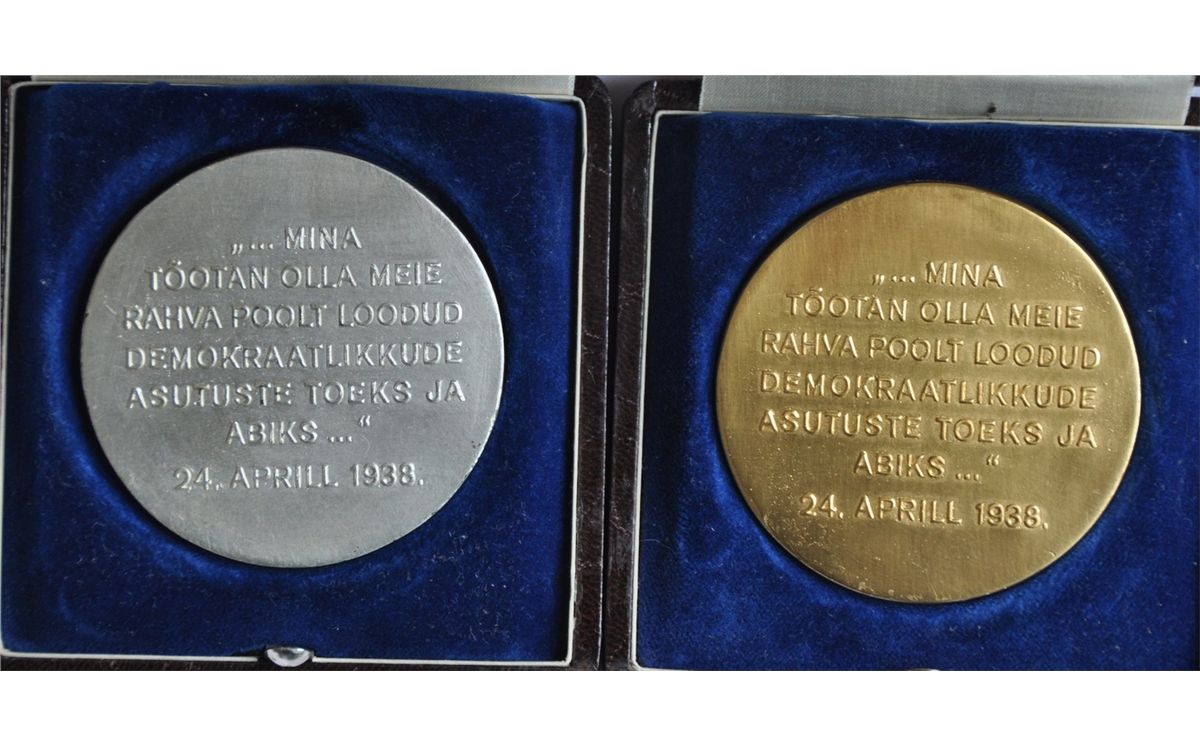 „... MINA
TÕOTAN OLLA MEIE
RAHVA POOLT LOODUD
DEMOKRAATLIKKUDE
ASUTUSTE TOEKS JA
ABIKS ..."
24. APRILL 1938.
„... MINA
TÕOTAN OLLA MEIE
RAHVA POOLT LOODUD
DEMOKRAATLIKKUDE
ASUTUSTE TOEKS JA
ABIKS ..."
24. APRILL 1938.